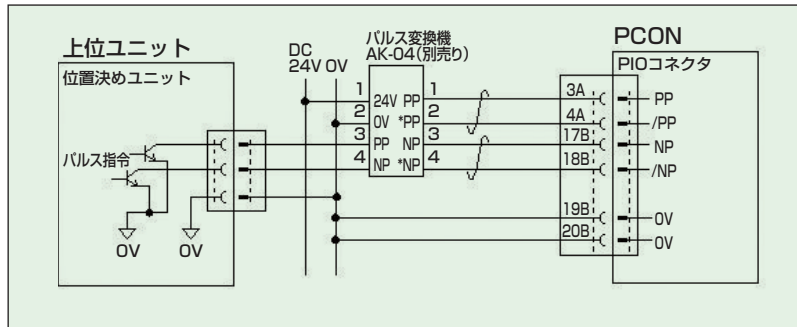 上位ユニット
位置決めユニット
パルス指令
0V
0V
DC
24V 0V
パルス変換機
AK-04(別売り)
1 24V PP 1
2 0V *PP 2
3 PP NP 3
4 NP *NP 4
PCON
PIOコネクタ
3A PP
4A /PP
17B NP
18B /NP
19B 0V
20B 0V